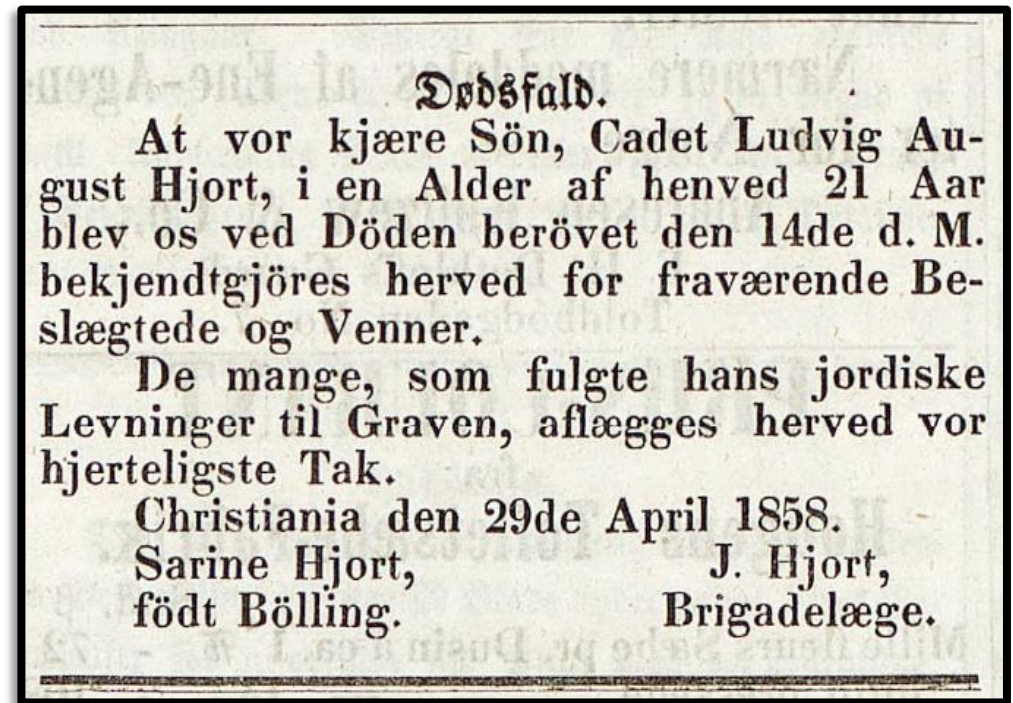 Dødsfald.
At vor kjære Sön, Cadet Ludvig Au-
gust Hjort, i en Alder af henved 21 Aar
blev os ved Döden berövet den 14de d. M.
bekjendtgjöres herved for fraværende Be-
slægtede og Venner.
De mange, som fulgte hans jordiske
Levninger til Graven, aflægges herved vor
hjerteligste Tak.
Christiania den 29de April 1858.
Sarine Hjort, J. Hjort,
födt Bölling. Brigadelæge.